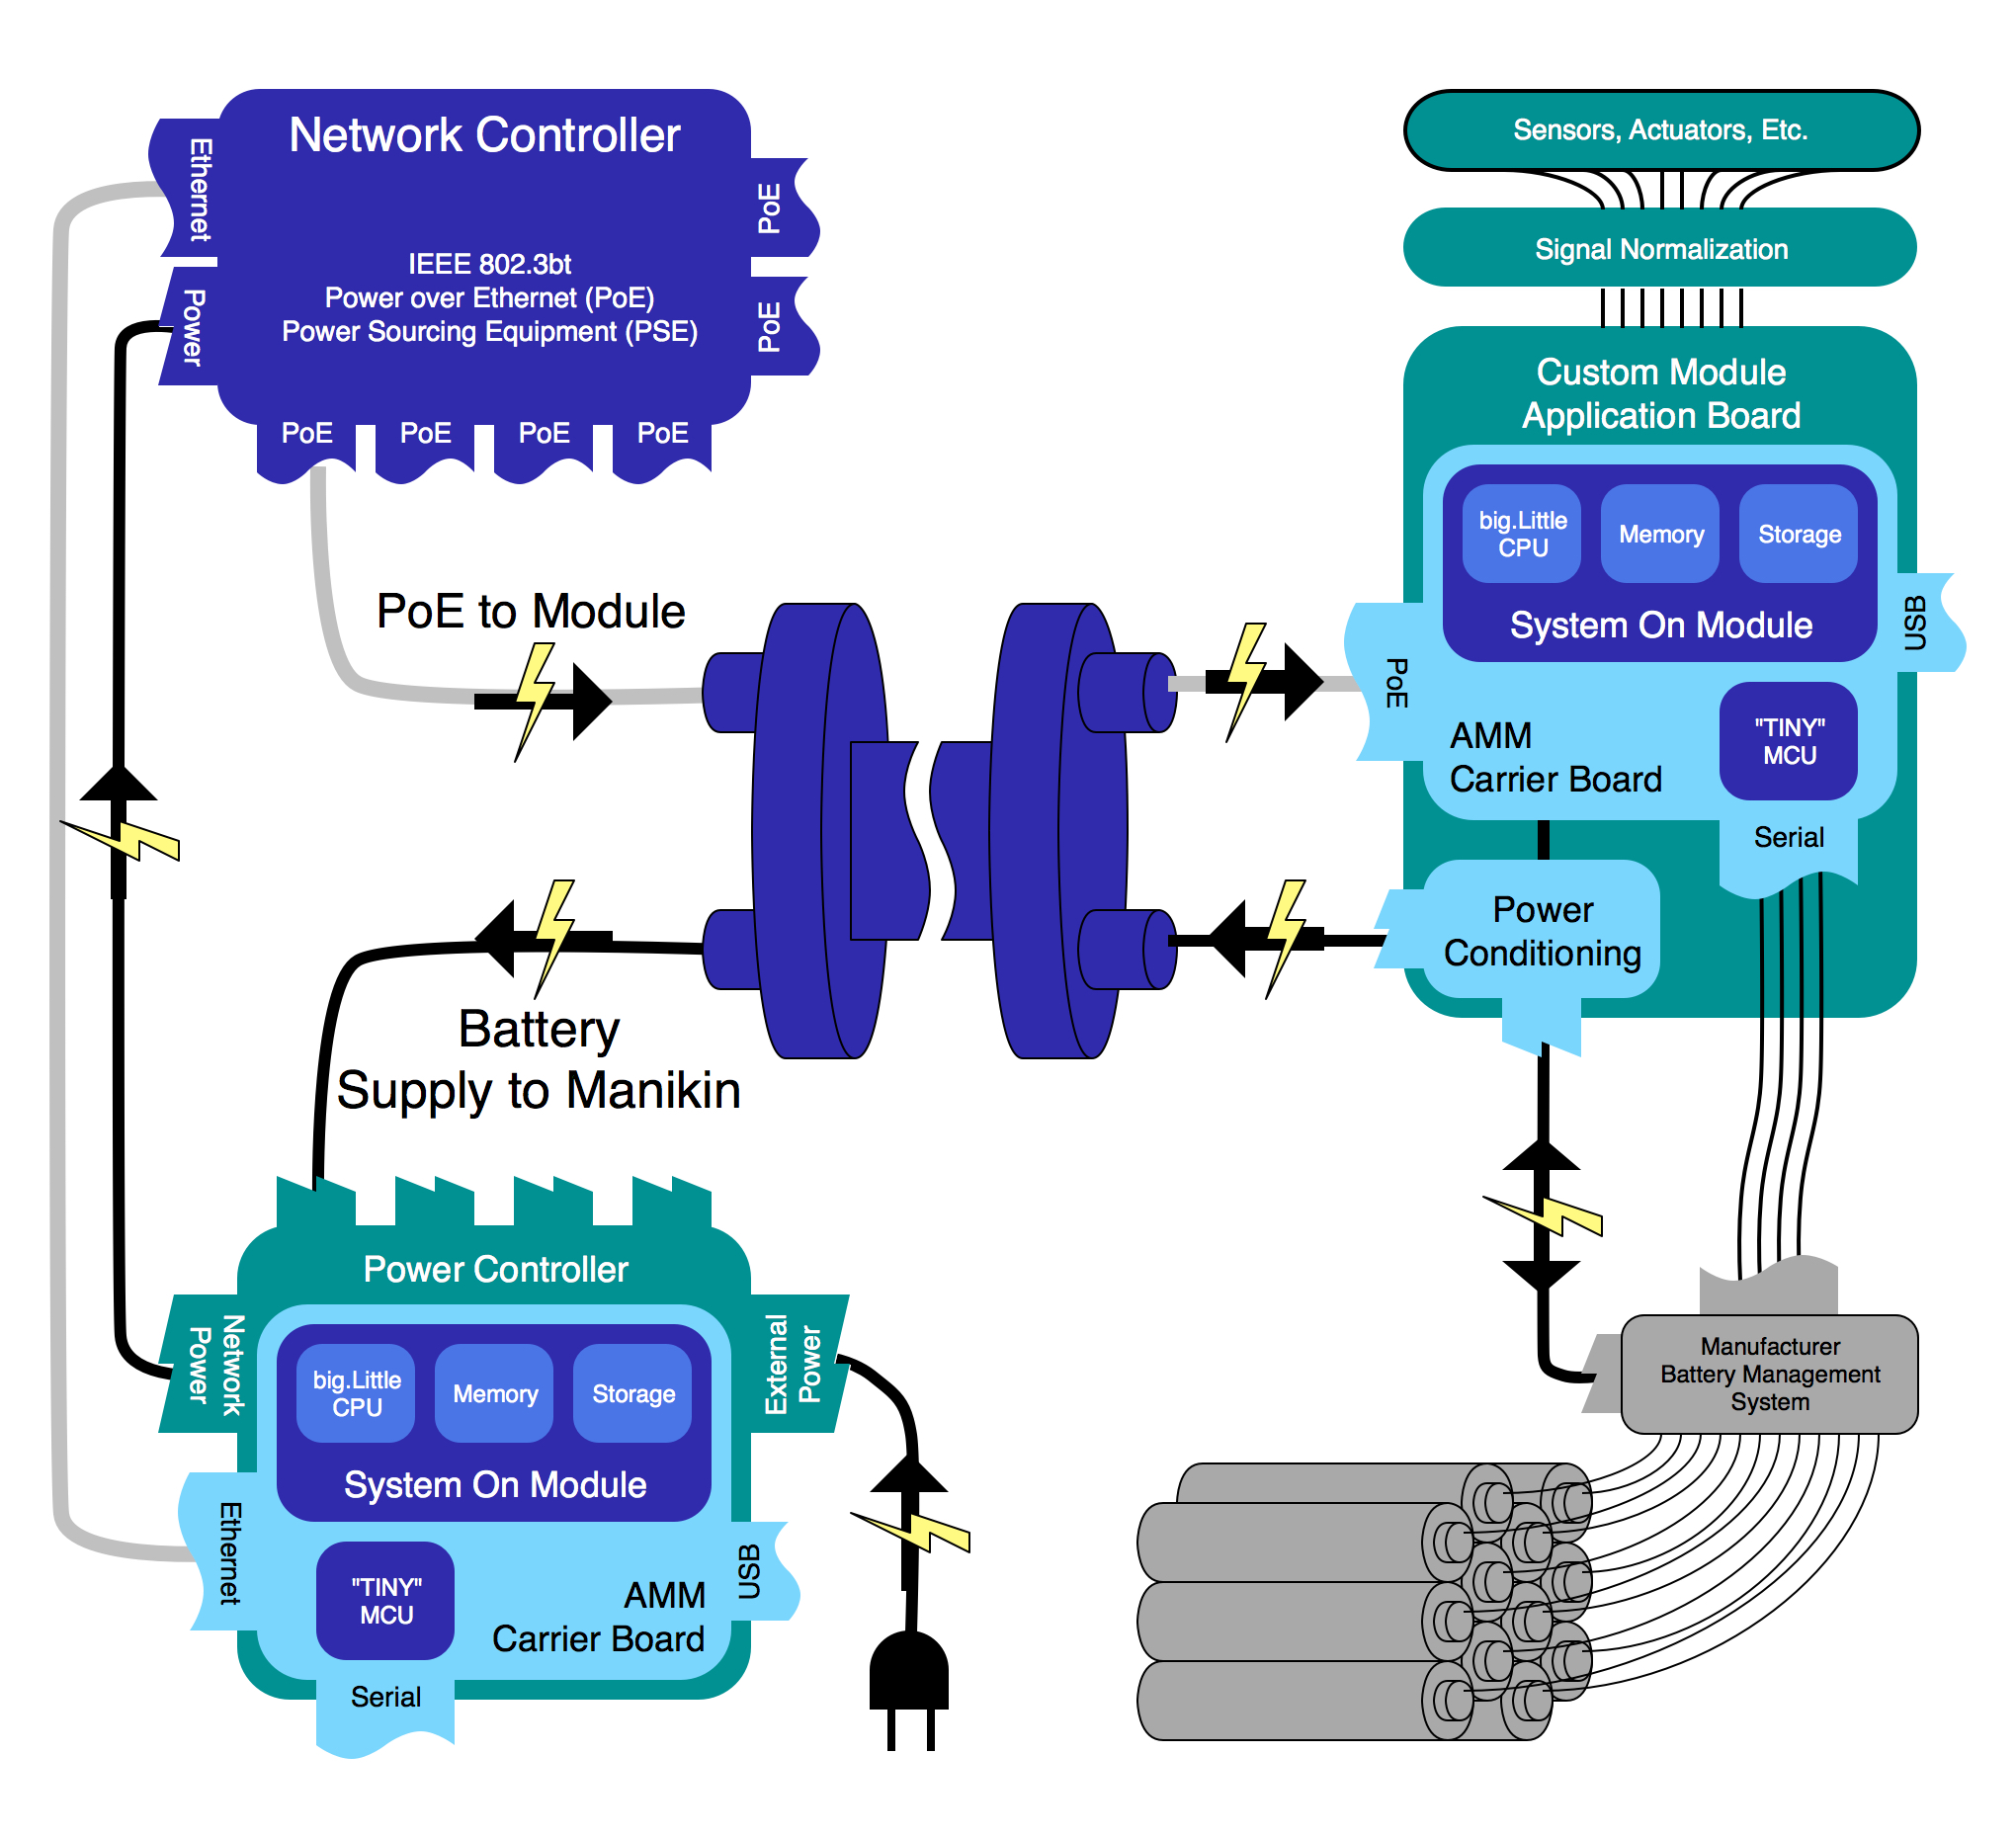 Network Controller
IEEE 802.3bt
Power over Ethernet (PoE)
Power Sourcing Equipment (PSE)
Ethernet
Power
PoE
PoE
PoE
PoE
PoE
PoE
Sensors, Actuators, Etc.
Signal Normalization
Custom Module
Application Board
big.Little
CPU
Memory
Storage
System On Module
USB
PoE
"TINY"
MCU
AMM
Carrier Board
Serial
Power
Conditioning
PoE to Module
Battery
Supply to Manikin
Power Controller
Network
Power
External
Power
big.Little
CPU
Memory
Storage
System On Module
Ethernet
"TINY"
MCU
AMM
Carrier Board
USB
Serial
Manufacturer
Battery Management
System